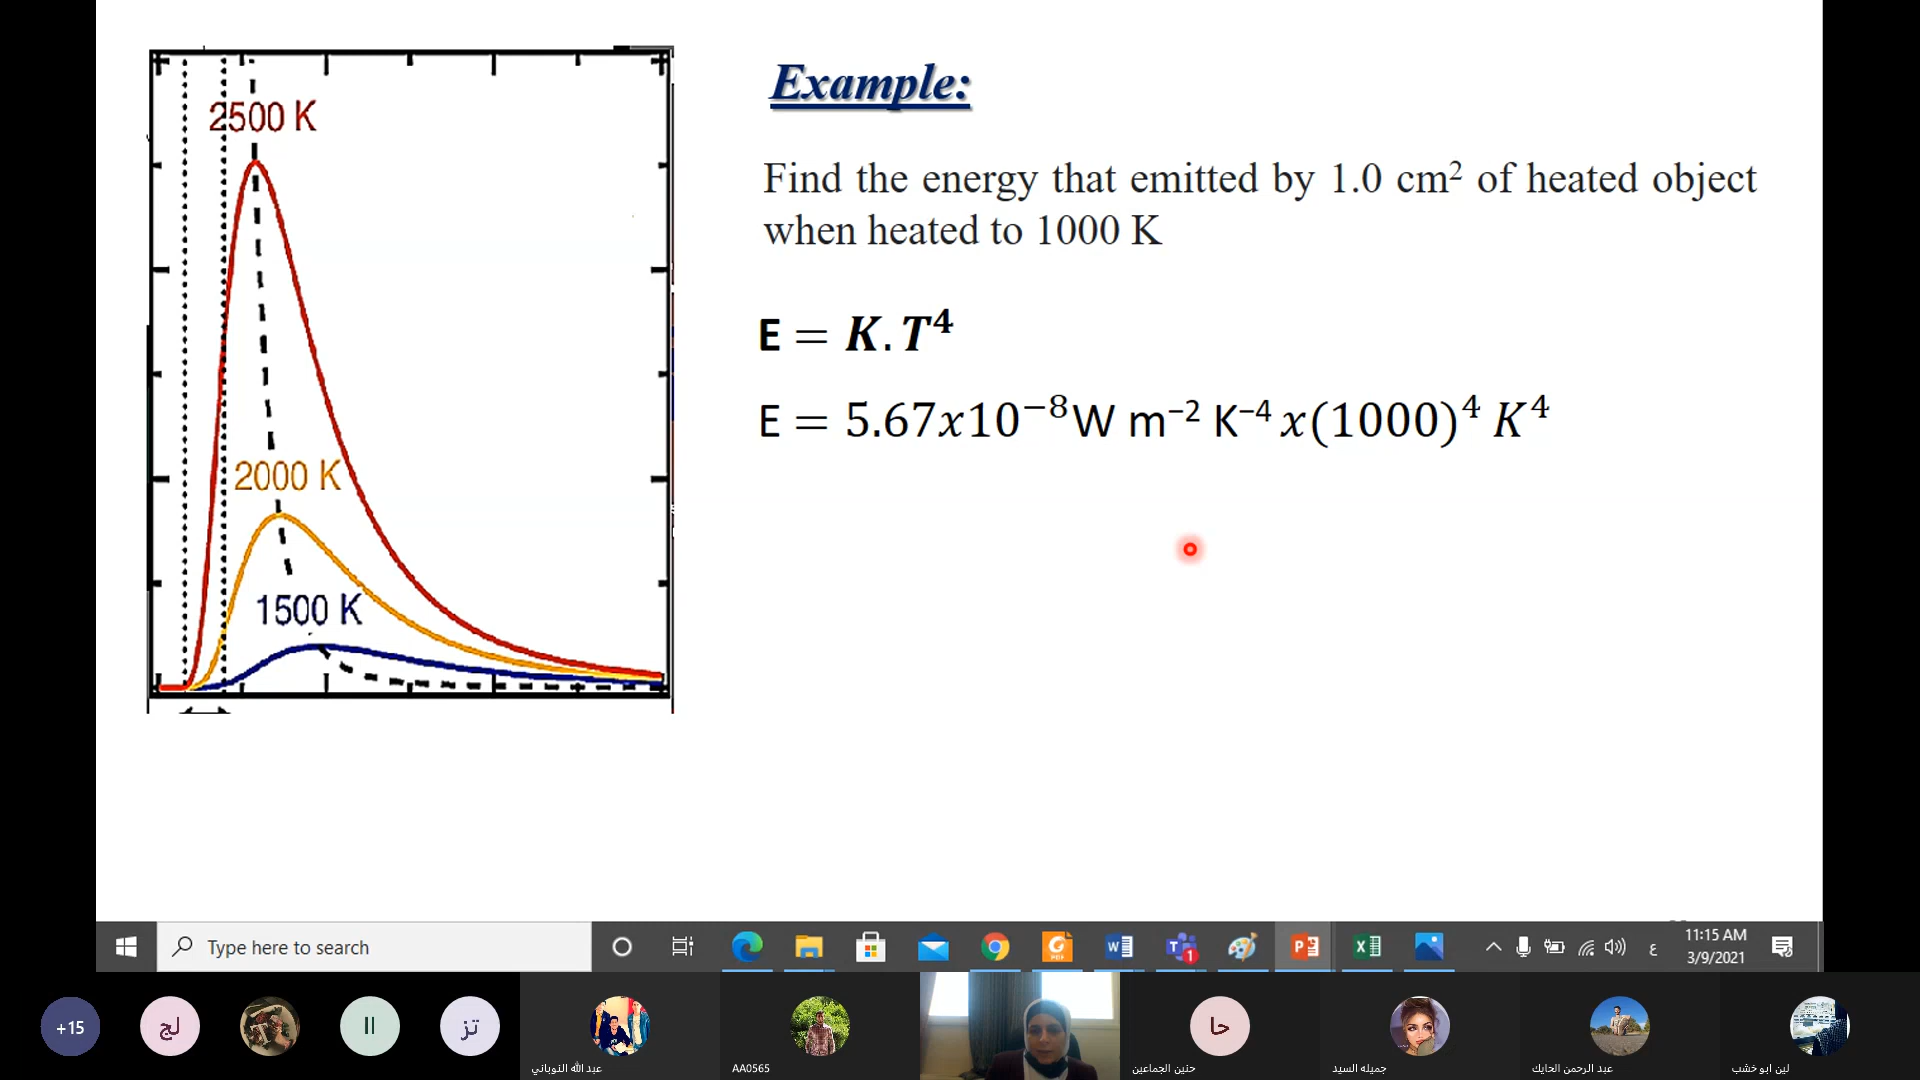 2500 K
2000 K
1500 K
Example:
Find the energy that emitted by 1.0 cm² of heated object
when heated to 1000 K
E = K.T⁴
E = 5.67x10⁻⁸W m⁻² K⁻⁴ x(1000)⁴ K⁴
Type here to search
ع
11:15 AM
3/9/2021
+15
لج
اا
تز
عبد الله النوباني
AA0565
حا
حنين الجماعين
جميله السيد
عبد الرحمن الحايك
لين ابو خشب